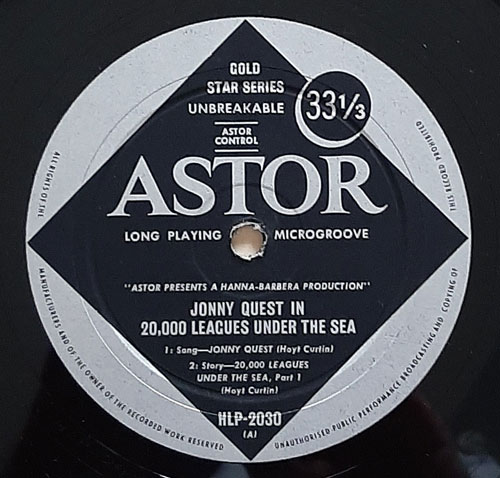 GOLD
STAR SERIES
UNBREAKABLE
33 1/3
ASTOR
CONTROL
ASTOR
LONG PLAYING MICROGROOVE
"ASTOR PRESENTS A HANNA-BARBERA PRODUCTION"
JONNY QUEST IN
20,000 LEAGUES UNDER THE SEA
1: Song—JONNY QUEST (Hoyt Curtin)
2: Story—20,000 LEAGUES
UNDER THE SEA, Part 1
(Hoyt Curtin)
HLP-2030
(A)
ALL RIGHTS OF THE
MANUFACTURERS AND OF THE OWNER OF THE RECORDED WORK RESERVED
UNAUTHORISED PUBLIC PERFORMANCE BROADCASTING AND COPYING OF
THIS RECORD PROHIBITED